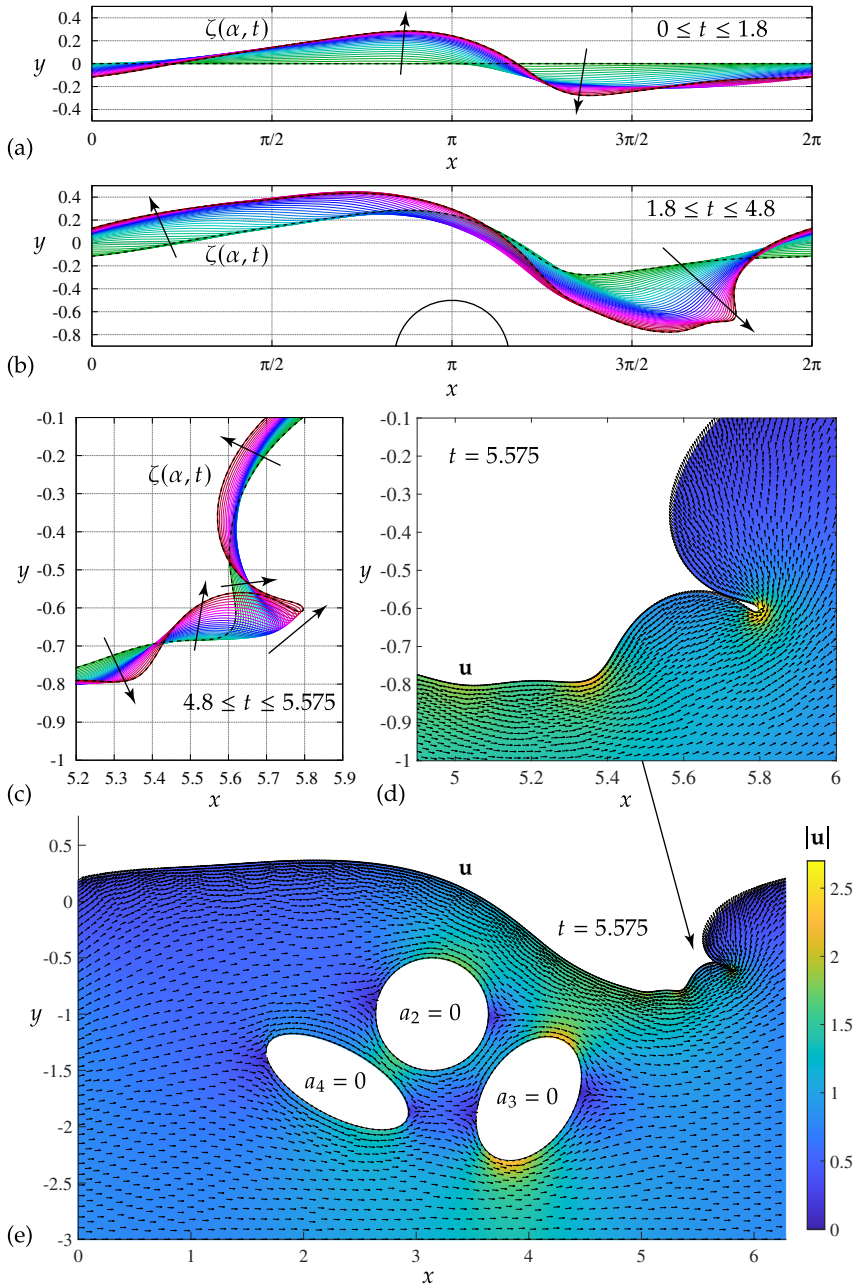 0.4
0.2
0
-0.2
-0.4
y
ζ(α, t)
0 ≤ t ≤ 1.8
0 π/2 π 3π/2 2π
x
(a)
0.4
0.2
0
-0.2
-0.4
-0.6
-0.8
y
ζ(α, t)
1.8 ≤ t ≤ 4.8
0 π/2 π 3π/2 2π
x
(b)
-0.1
-0.2
-0.3
-0.4
-0.5
-0.6
-0.7
-0.8
-0.9
-1
y
ζ(α, t)
4.8 ≤ t ≤ 5.575
5.2 5.3 5.4 5.5 5.6 5.7 5.8 5.9
x
(c)
-0.1
-0.2
-0.3
-0.4
-0.5
-0.6
-0.7
-0.8
-0.9
-1
y
t = 5.575
u
5 5.2 5.4 5.6 5.8 6
x
(d)
0.5
0
-0.5
-1
-1.5
-2
-2.5
-3
y
u
t = 5.575
a₂ = 0
a₄ = 0
a₃ = 0
0 1 2 3 4 5 6
x
(e)
|u|
2.5
2
1.5
1
0.5
0